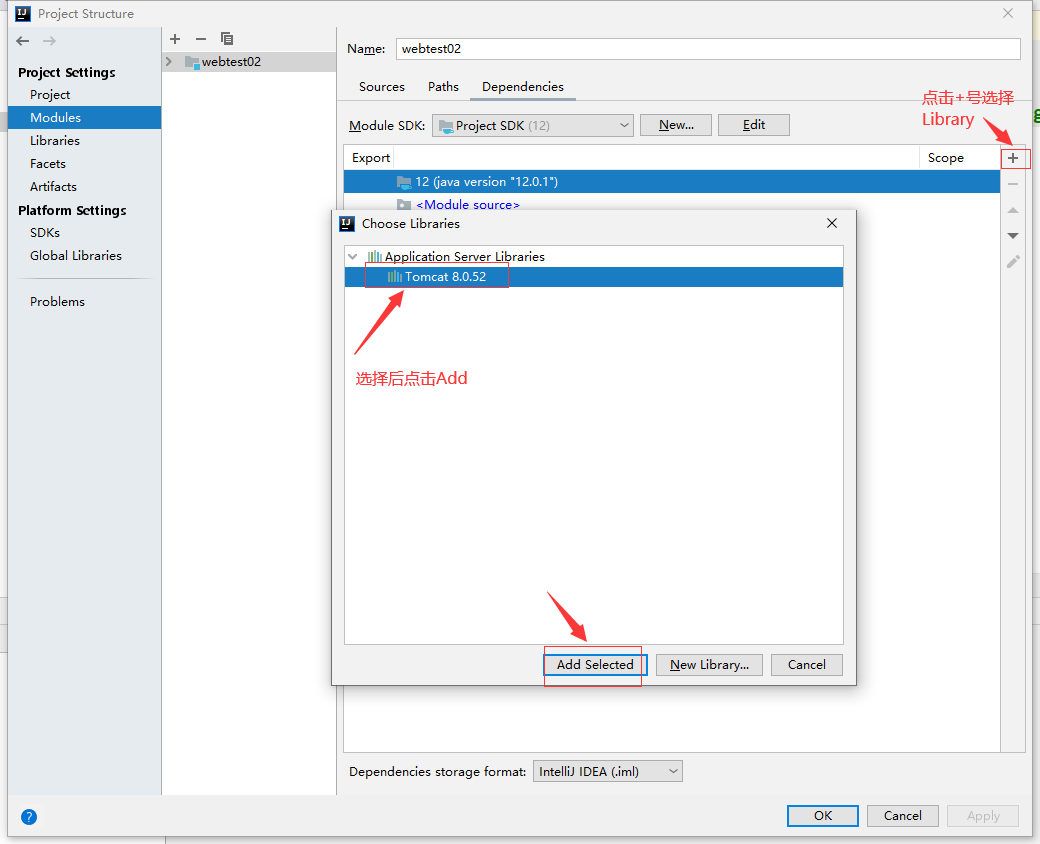 Project Structure
Project Settings
Project
Modules
Libraries
Facets
Artifacts
Platform Settings
SDKs
Global Libraries
Problems
webtest02
Name: webtest02
Sources Paths Dependencies
点击+号选择
Library
Module SDK: Project SDK (12) New... Edit
Export Scope
12 (java version "12.0.1")
<Module source>
Choose Libraries
Application Server Libraries
Tomcat 8.0.52
选择后点击Add
Add Selected New Library... Cancel
Dependencies storage format: IntelliJ IDEA (.iml)
OK Cancel Apply